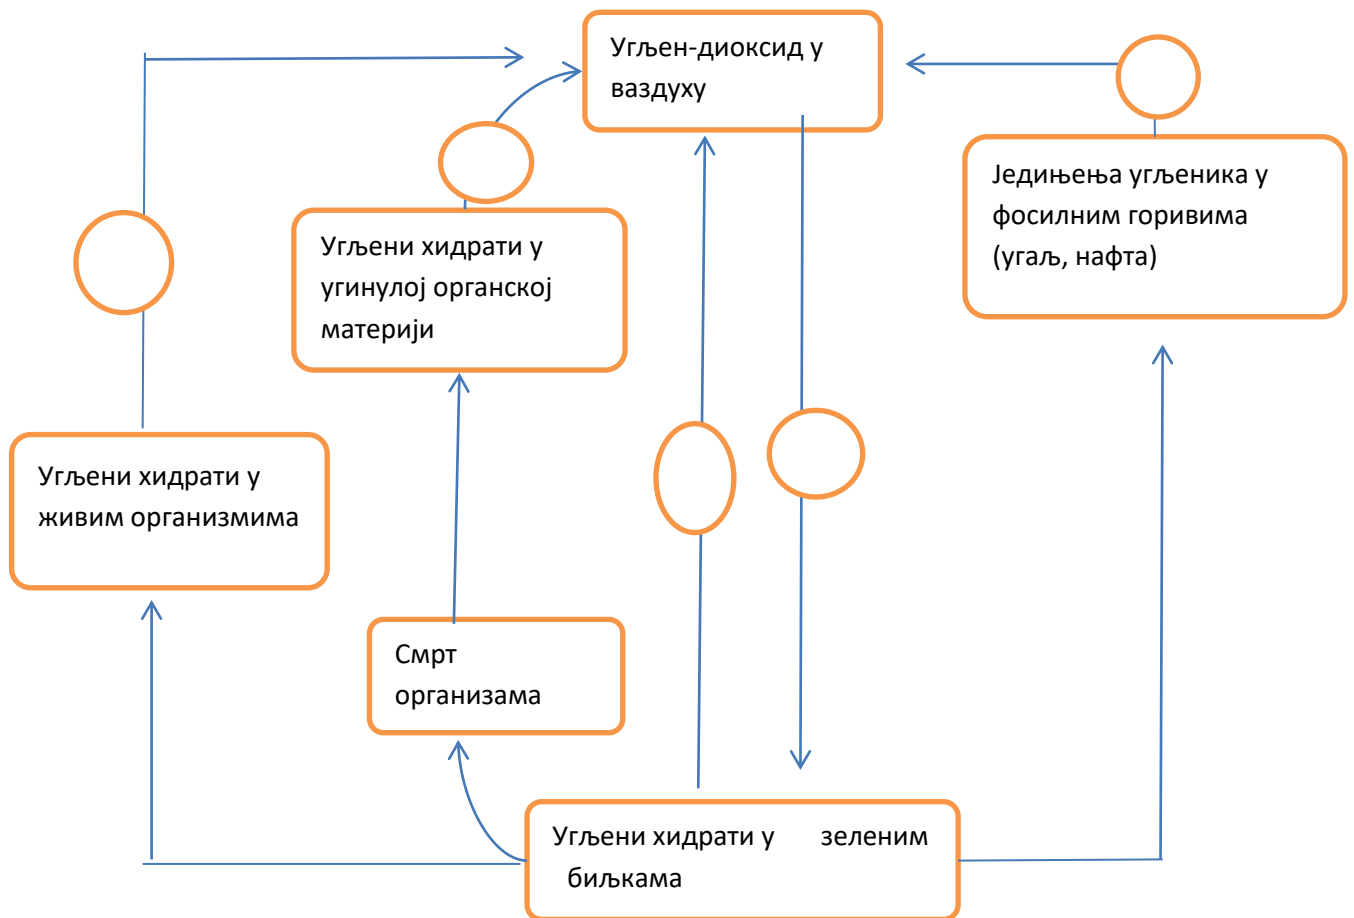 Угљен-диоксид у
ваздуху
Једињења угљеника у
фосилним горивима
(угаљ, нафта)
Угљени хидрати у
угинулој органској
материји
Угљени хидрати у
живим организмима
Смрт
организама
Угљени хидрати у зеленим
биљкама